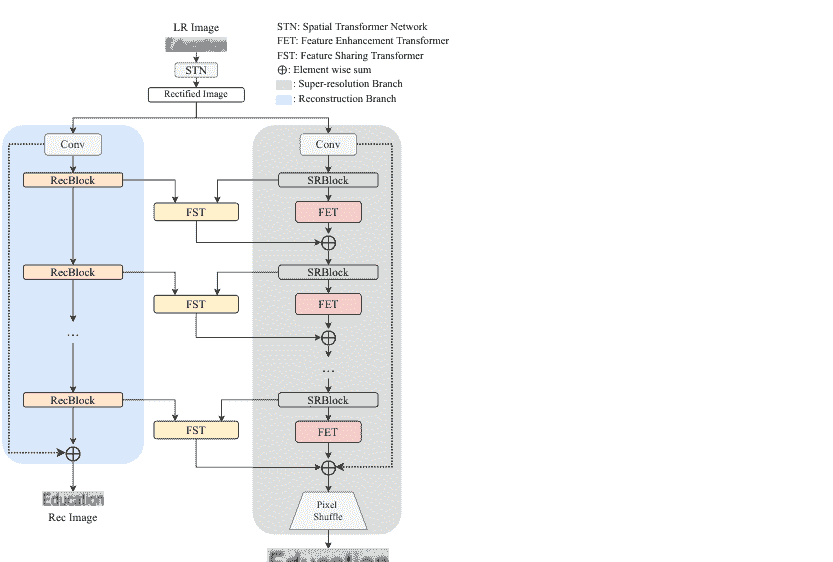 LR Image
STN
Rectified Image
STN: Spatial Transformer Network
FET: Feature Enhancement Transformer
FST: Feature Sharing Transformer
⊕: Element wise sum
: Super-resolution Branch
: Reconstruction Branch
Conv
Conv
RecBlock
SRBlock
FST
FET
RecBlock
SRBlock
FST
FET
...
...
RecBlock
SRBlock
FST
FET
Education
Rec Image
Pixel
Shuffle
Education